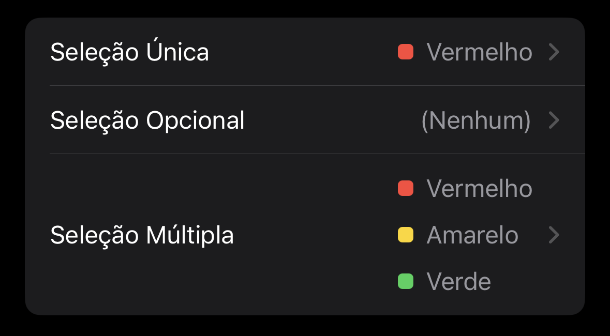 Seleção Única Vermelho
Seleção Opcional (Nenhum)
Vermelho
Seleção Múltipla Amarelo
Verde